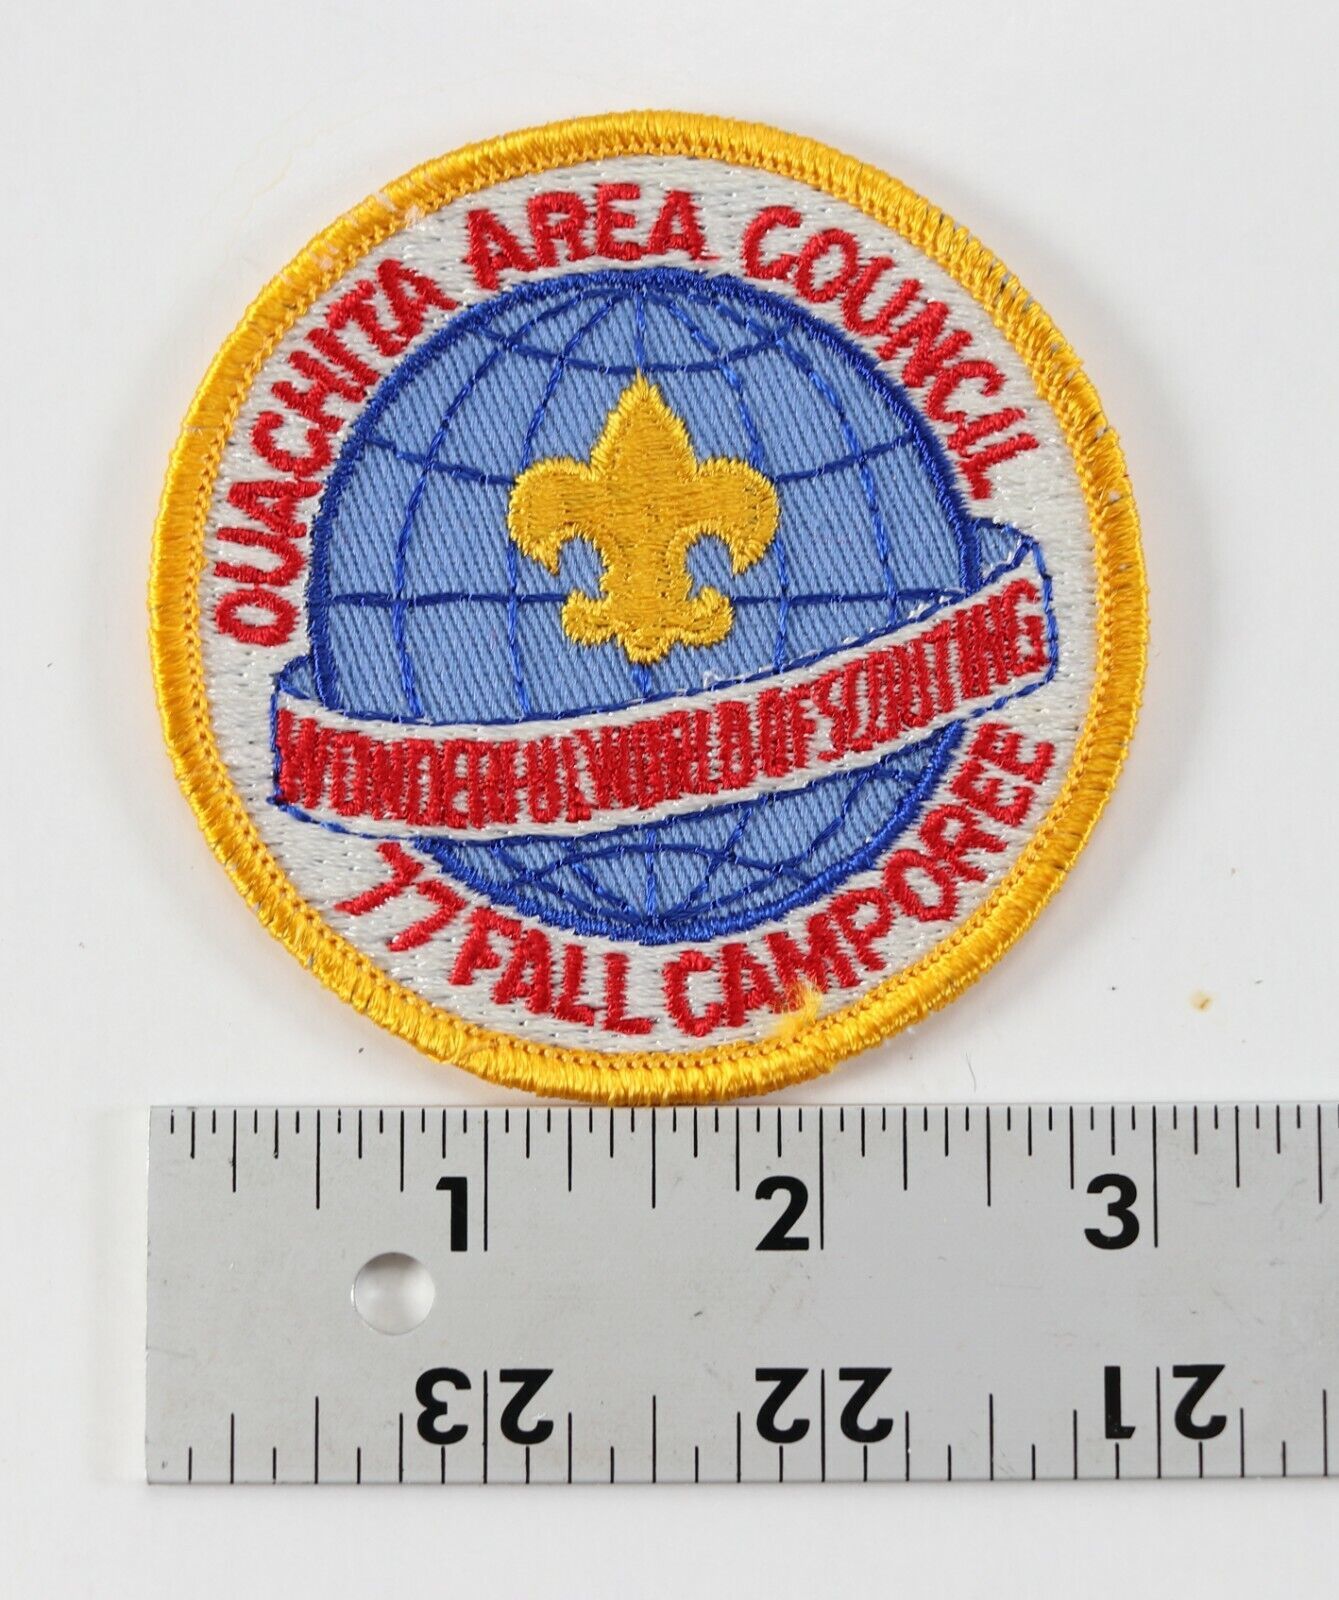 OUACHITA AREA COUNCIL
WONDERFUL WORLD OF SCOUTING
77 FALL CAMPOREE
1 2 3
23 22 21